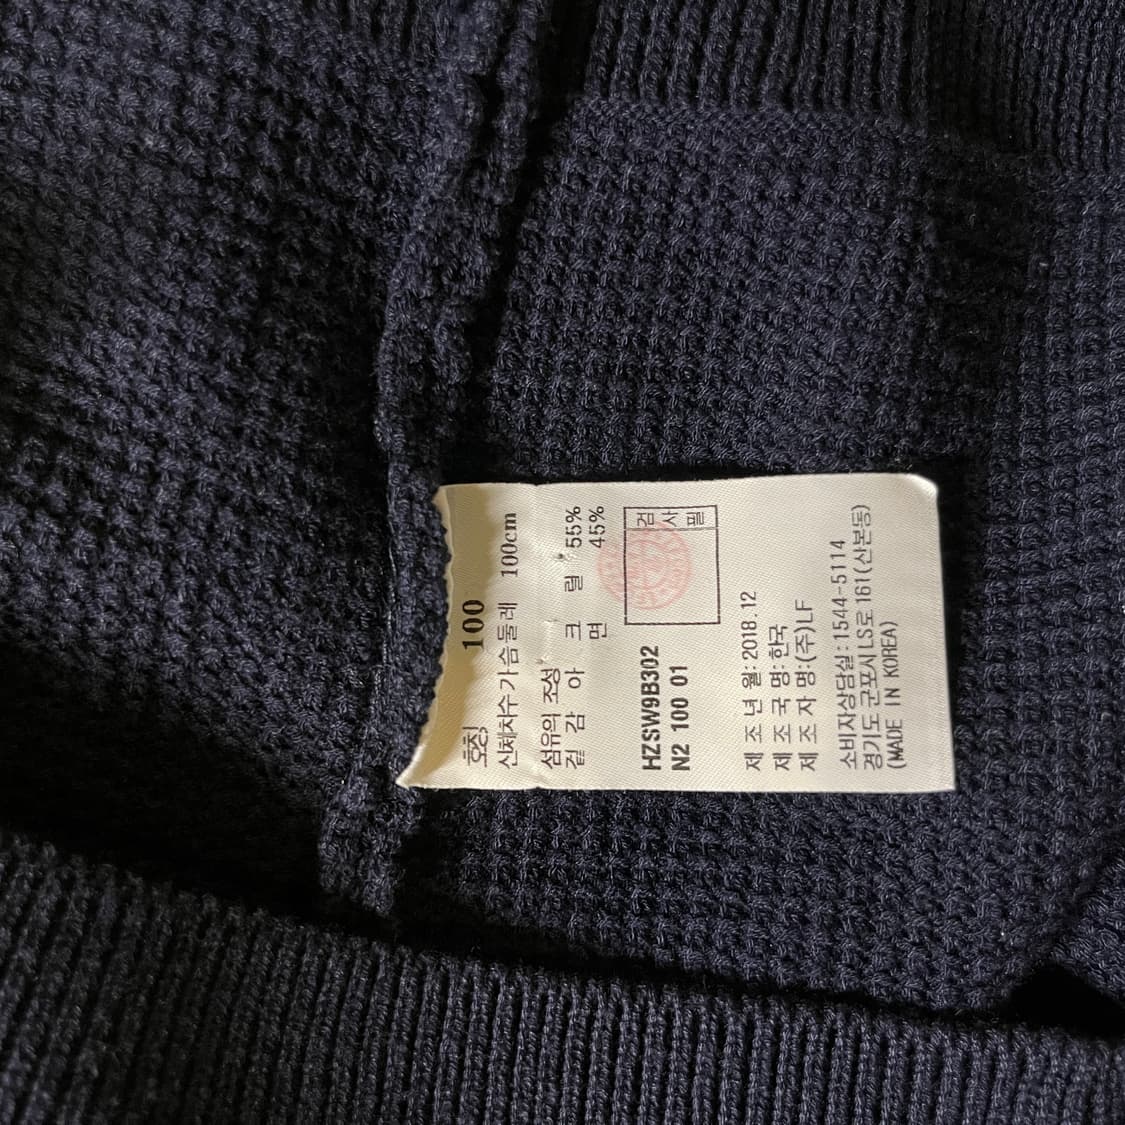 호칭 100
신체치수 가슴둘레 100cm
섬유의 조성
겉감 아크릴 55%
면 45%
검사필
HZSW9B302
N2 100 01
제조년월: 2018.12
제조국명: 한국
제조자명: (주)LF
소비자상담실: 1544-5114
경기도 군포시 LS로 161(산본동)
(MADE IN KOREA)